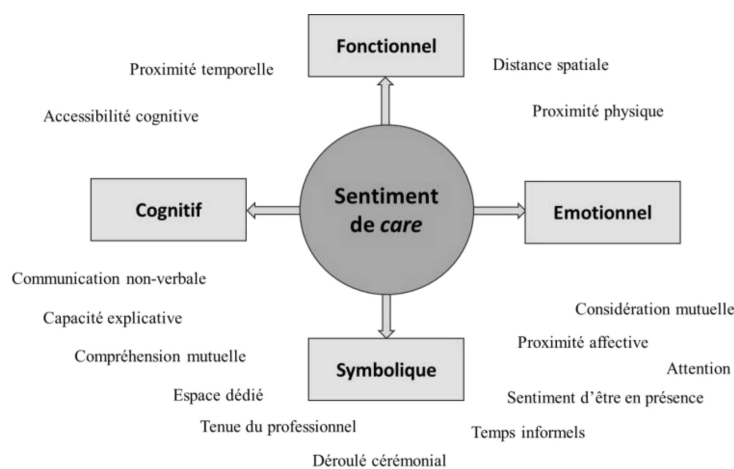 Fonctionnel
Proximité temporelle
Distance spatiale
Accessibilité cognitive
Proximité physique
Cognitif
Sentiment
de care
Emotionnel
Communication non-verbale
Considération mutuelle
Capacité explicative
Proximité affective
Compréhension mutuelle
Symbolique
Attention
Espace dédié
Sentiment d'être en présence
Tenue du professionnel
Temps informels
Déroulé cérémonial